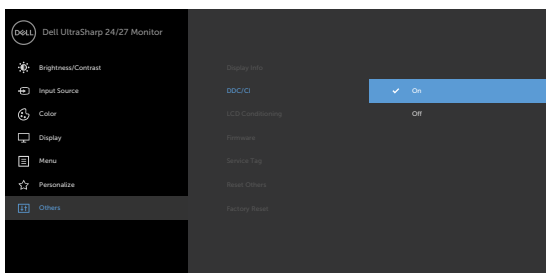 DELL Dell UltraSharp 24/27 Monitor
Brightness/Contrast
Input Source
Color
Display
Menu
Personalize
Others
Display Info
DDC/CI
LCD Conditioning
Firmware
Service Tag
Reset Others
Factory Reset
On
Off